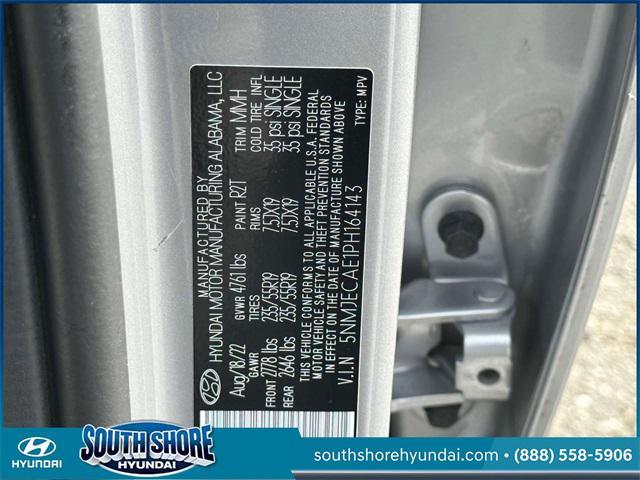 MANUFACTURED BY
HYUNDAI MOTOR MANUFACTURING ALABAMA, LLC
Aug/18/22 GVWR 4761 lbs PAINT R2T TRIM MMH
GAWR TIRES RIMS COLD TIRE INFL
FRONT 2778 lbs 235/55R19 7.5JX19 35 psi SINGLE
REAR 2646 lbs 235/55R19 7.5JX19 35 psi SINGLE
THIS VEHICLE CONFORMS TO ALL APPLICABLE U.S.A. FEDERAL
MOTOR VEHICLE SAFETY, AND THEFT PREVENTION STANDARDS
IN EFFECT ON THE DATE OF MANUFACTURE SHOWN ABOVE
V.I.N 5NMJECAE1PH164143 TYPE: MPV
HYUNDAI
SOUTH SHORE
HYUNDAI
southshorehyundai.com • (888) 558-5906